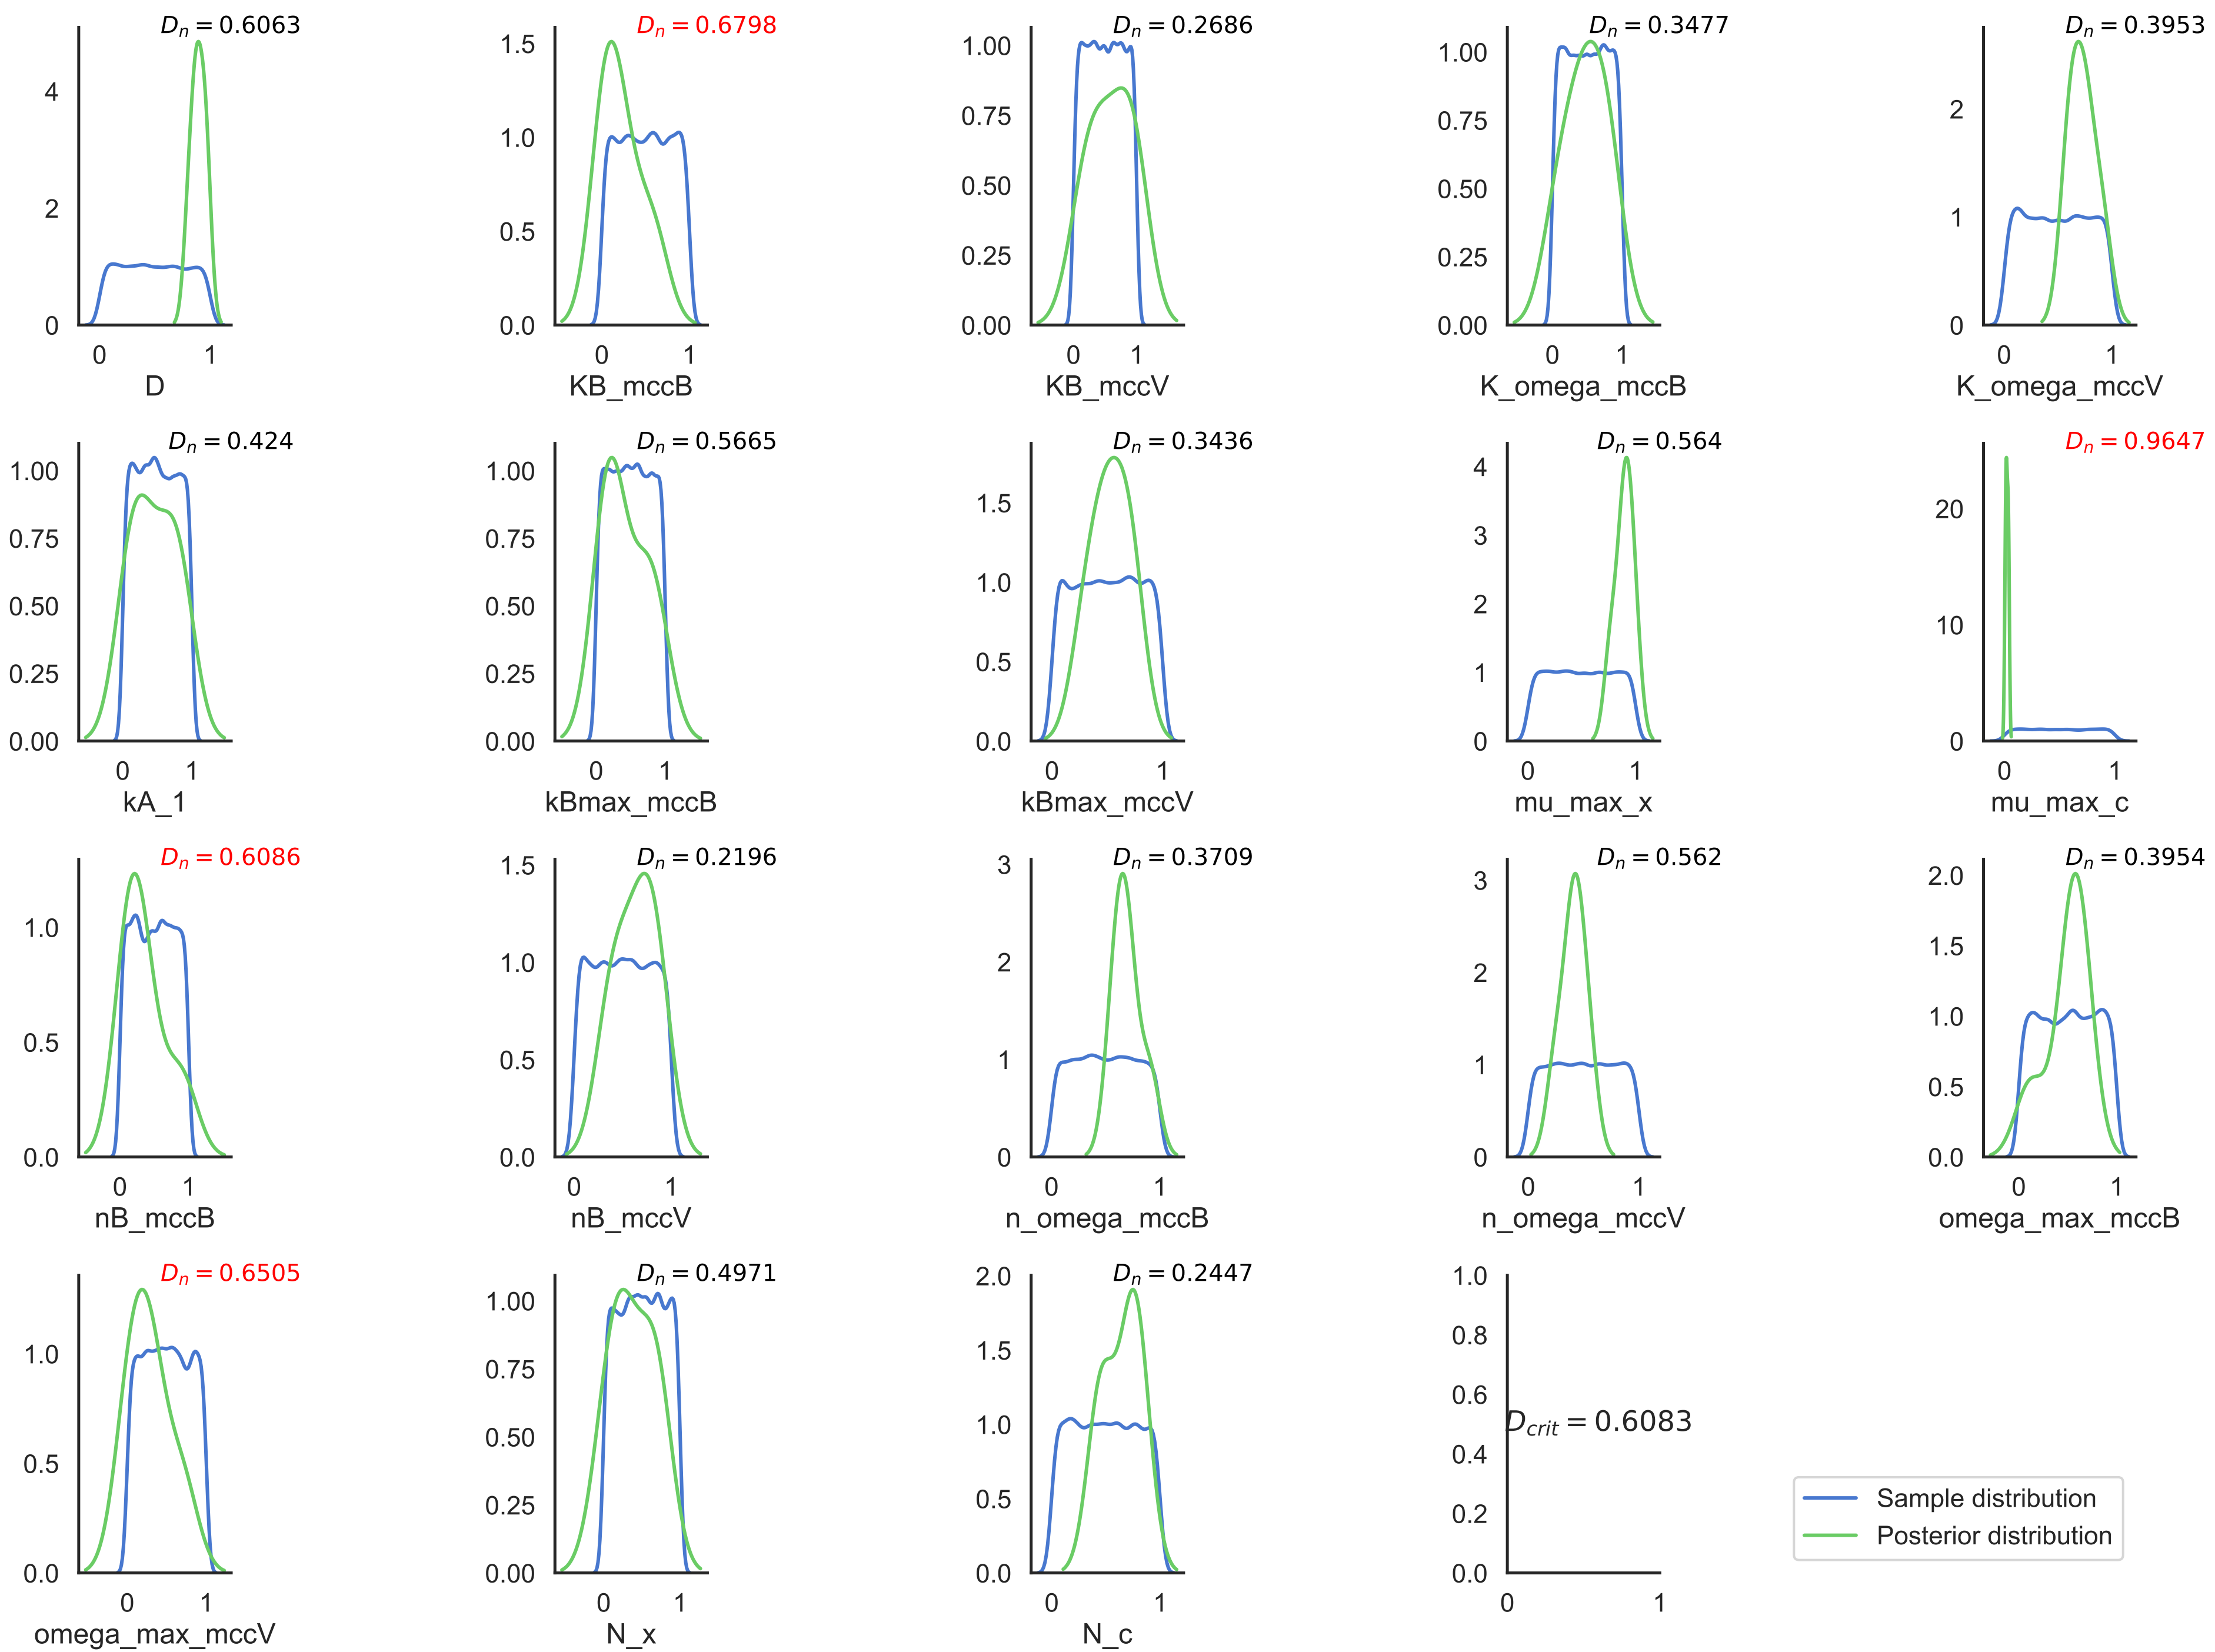 D_n = 0.6063
4
2
0
0 1
D
D_n = 0.6798
1.5
1.0
0.5
0.0
0 1
KB_mccB
D_n = 0.2686
1.00
0.75
0.50
0.25
0.00
0 1
KB_mccV
D_n = 0.3477
1.00
0.75
0.50
0.25
0.00
0 1
K_omega_mccB
D_n = 0.3953
2
1
0
0 1
K_omega_mccV
D_n = 0.424
1.00
0.75
0.50
0.25
0.00
0 1
kA_1
D_n = 0.5665
1.00
0.75
0.50
0.25
0.00
0 1
kBmax_mccB
D_n = 0.3436
1.5
1.0
0.5
0.0
0 1
kBmax_mccV
D_n = 0.564
4
3
2
1
0
0 1
mu_max_x
D_n = 0.9647
20
10
0
0 1
mu_max_c
D_n = 0.6086
1.0
0.5
0.0
0 1
nB_mccB
D_n = 0.2196
1.5
1.0
0.5
0.0
0 1
nB_mccV
D_n = 0.3709
3
2
1
0
0 1
n_omega_mccB
D_n = 0.562
3
2
1
0
0 1
n_omega_mccV
D_n = 0.3954
2.0
1.5
1.0
0.5
0.0
0 1
omega_max_mccB
D_n = 0.6505
1.0
0.5
0.0
0 1
omega_max_mccV
D_n = 0.4971
1.00
0.75
0.50
0.25
0.00
0 1
N_x
D_n = 0.2447
2.0
1.5
1.0
0.5
0.0
0 1
N_c
1.0
0.8
0.6
D_crit = 0.6083
0.4
0.2
0.0
0 1
Sample distribution
Posterior distribution